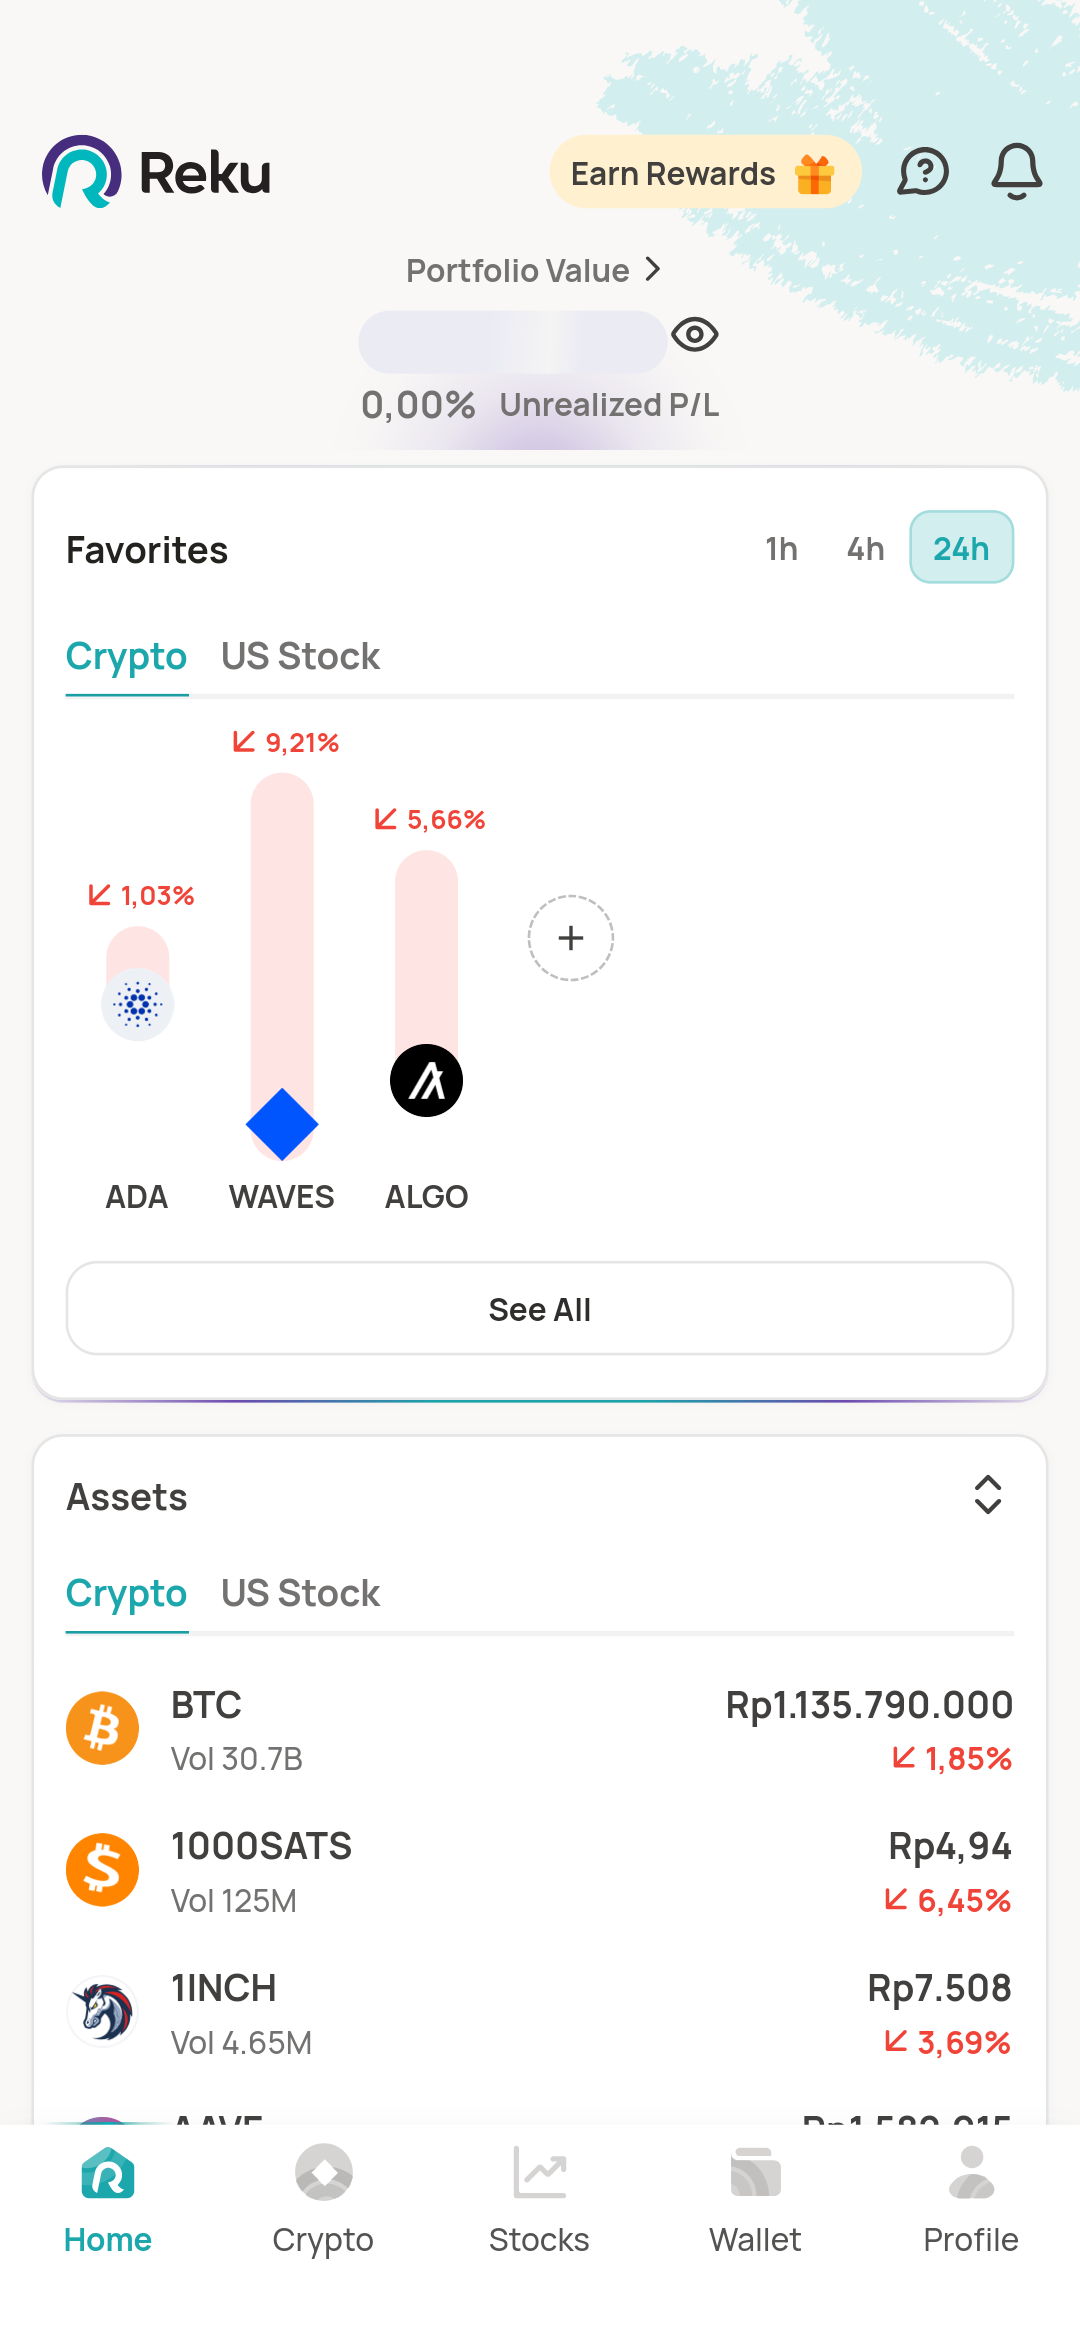 Reku
Earn Rewards
Portfolio Value
0,00% Unrealized P/L
Favorites
1h 4h 24h
Crypto US Stock
9,21%
5,66%
1,03%
ADA WAVES ALGO
See All
Assets
Crypto US Stock
BTC Rp1.135.790.000
Vol 30.7B 1,85%
1000SATS Rp4,94
Vol 125M 6,45%
1INCH Rp7.508
Vol 4.65M 3,69%
Home Crypto Stocks Wallet Profile